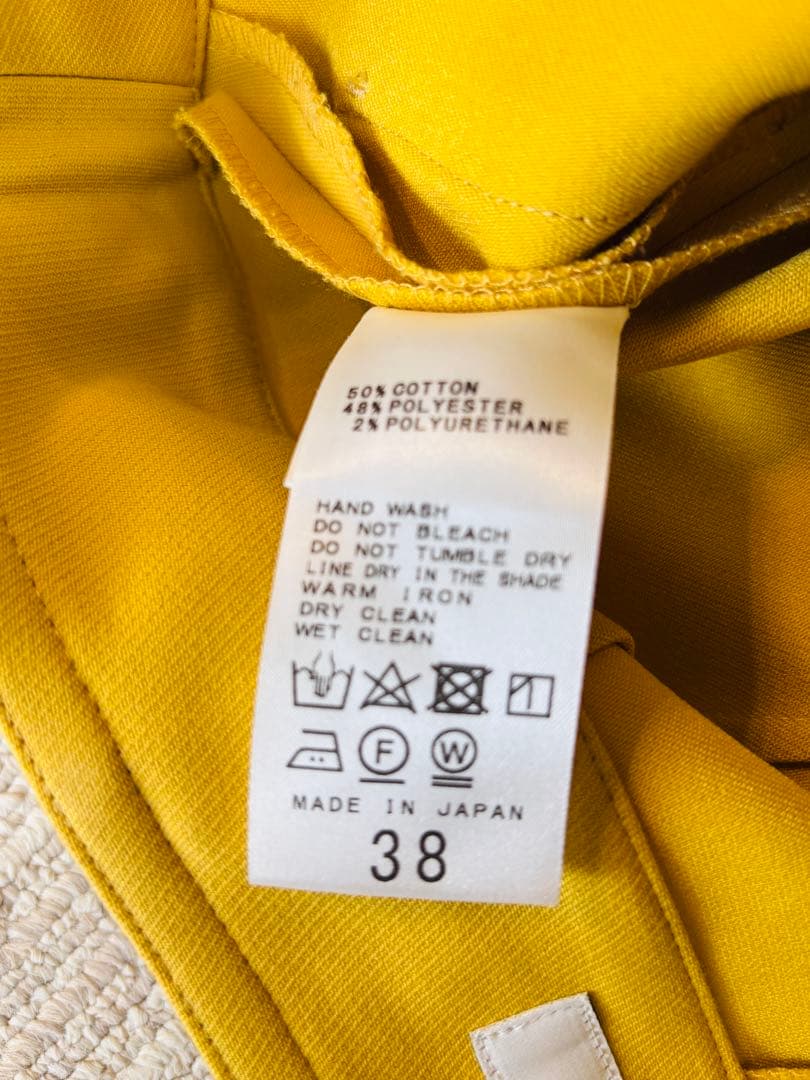 50% COTTON
48% POLYESTER
2% POLYURETHANE
HAND WASH
DO NOT BLEACH
DO NOT TUMBLE DRY
LINE DRY IN THE SHADE
WARM IRON
DRY CLEAN
WET CLEAN
F W
MADE IN JAPAN
38